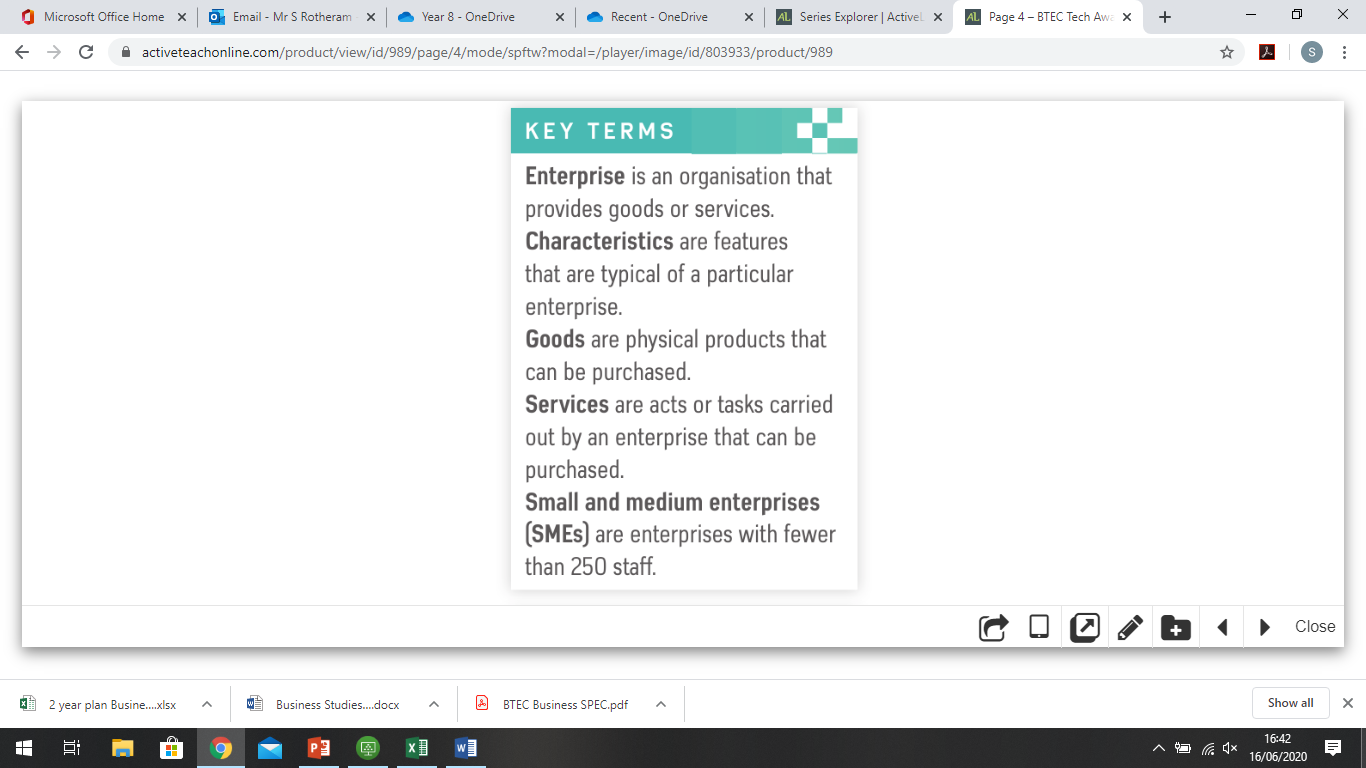 Microsoft Office Home
Email - Mr S Rotheram
Year 8 - OneDrive
Recent - OneDrive
Series Explorer | ActiveL
Page 4 – BTEC Tech Awa
activeteachonline.com/product/view/id/989/page/4/mode/spftw?modal=/player/image/id/803933/product/989
S
KEY TERMS
Enterprise is an organisation that
provides goods or services.
Characteristics are features
that are typical of a particular
enterprise.
Goods are physical products that
can be purchased.
Services are acts or tasks carried
out by an enterprise that can be
purchased.
Small and medium enterprises
(SMEs) are enterprises with fewer
than 250 staff.
Close
2 year plan Busine....xlsx
Business Studies....docx
BTEC Business SPEC.pdf
Show all
16:42
16/06/2020